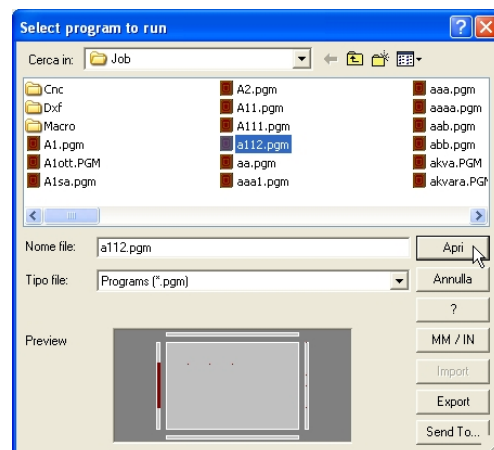 Select program to run
Cerca in: Job
Cnc
Dxf
Macro
A1.pgm
A1ott.PGM
A1sa.pgm
A2.pgm
A11.pgm
A111.pgm
a112.pgm
aa.pgm
aaa1.pgm
aaa.pgm
aaaa.pgm
aab.pgm
abb.pgm
akva.PGM
akvara.PGM
Nome file: a112.pgm Apri
Tipo file: Programs (*.pgm) Annulla
?
Preview MM / IN
Import
Export
Send To...